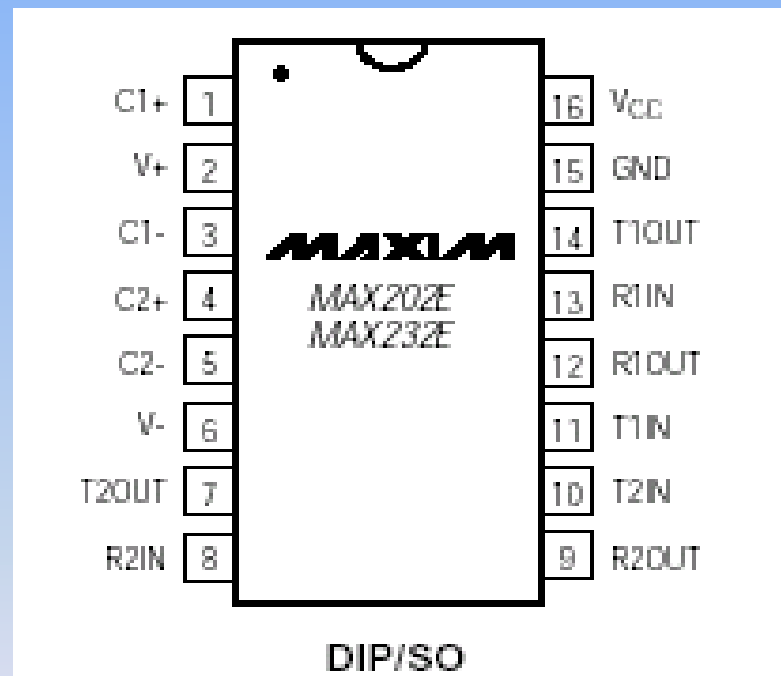 C1+ 1 16 VCC
V+ 2 15 GND
C1- 3 14 T1OUT
MAXIM
C2+ 4 13 R1IN
MAX202E
MAX232E
C2- 5 12 R1OUT
V- 6 11 T1IN
T2OUT 7 10 T2IN
R2IN 8 9 R2OUT
DIP/SO